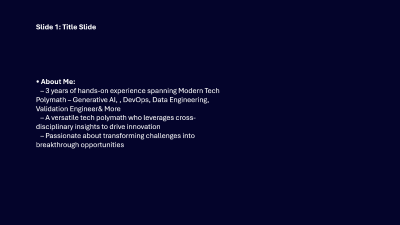 Slide 1: Title Slide
• About Me:
– 3 years of hands-on experience spanning Modern Tech
Polymath – Generative AI, , DevOps, Data Engineering,
Validation Engineer& More
– A versatile tech polymath who leverages cross-
disciplinary insights to drive innovation
– Passionate about transforming challenges into
breakthrough opportunities